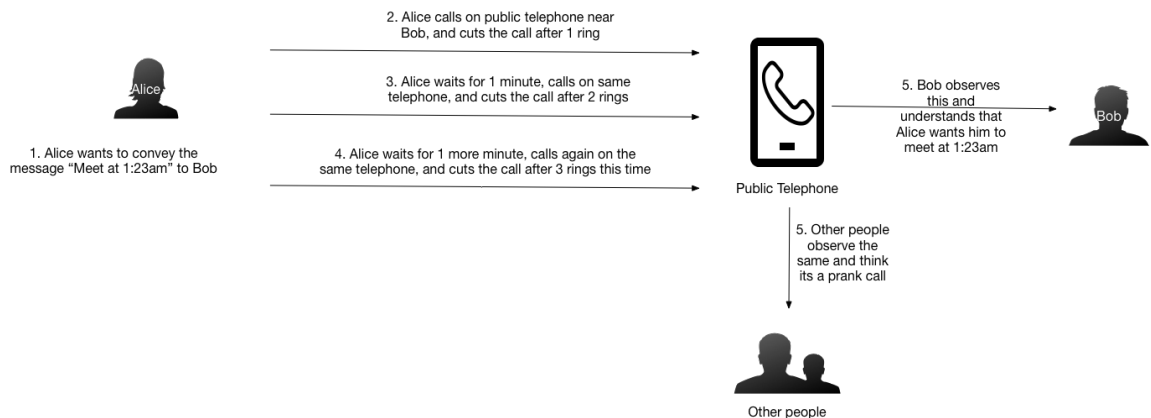 Alice
1. Alice wants to convey the
message “Meet at 1:23am” to Bob
2. Alice calls on public telephone near
Bob, and cuts the call after 1 ring
3. Alice waits for 1 minute, calls on same
telephone, and cuts the call after 2 rings
4. Alice waits for 1 more minute, calls again on the
same telephone, and cuts the call after 3 rings this time
Public Telephone
5. Bob observes
this and
understands that
Alice wants him to
meet at 1:23am
Bob
5. Other people
observe the
same and think
its a prank call
Other people